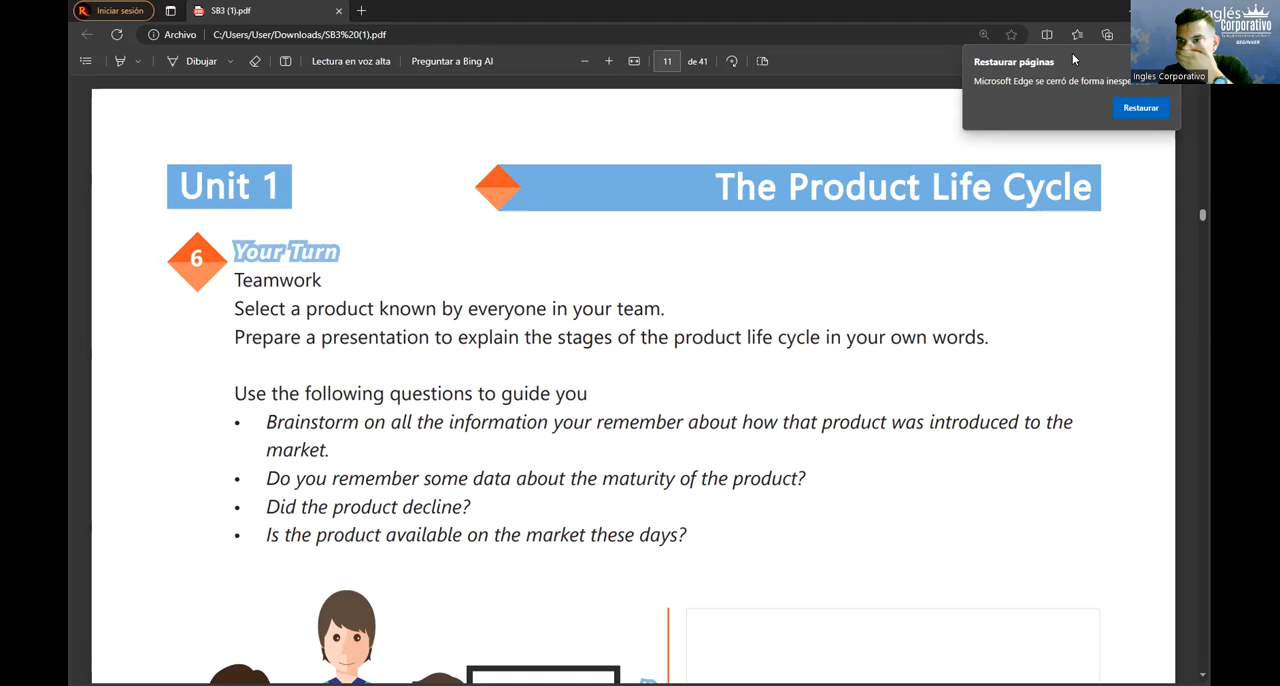 Iniciar sesión
SB3 (1).pdf
Archivo C:/Users/User/Downloads/SB3%20(1).pdf
Dibujar Lectura en voz alta Preguntar a Bing AI 11 de 41
Inglés
Corporativo
BEGINNER
Ingles Corporativo
Restaurar páginas
Microsoft Edge se cerró de forma
Restaurar
Unit 1
The Product Life Cycle
6 Your Turn
Teamwork
Select a product known by everyone in your team.
Prepare a presentation to explain the stages of the product life cycle in your own words.
Use the following questions to guide you
• Brainstorm on all the information your remember about how that product was introduced to the
market.
• Do you remember some data about the maturity of the product?
• Did the product decline?
• Is the product available on the market these days?